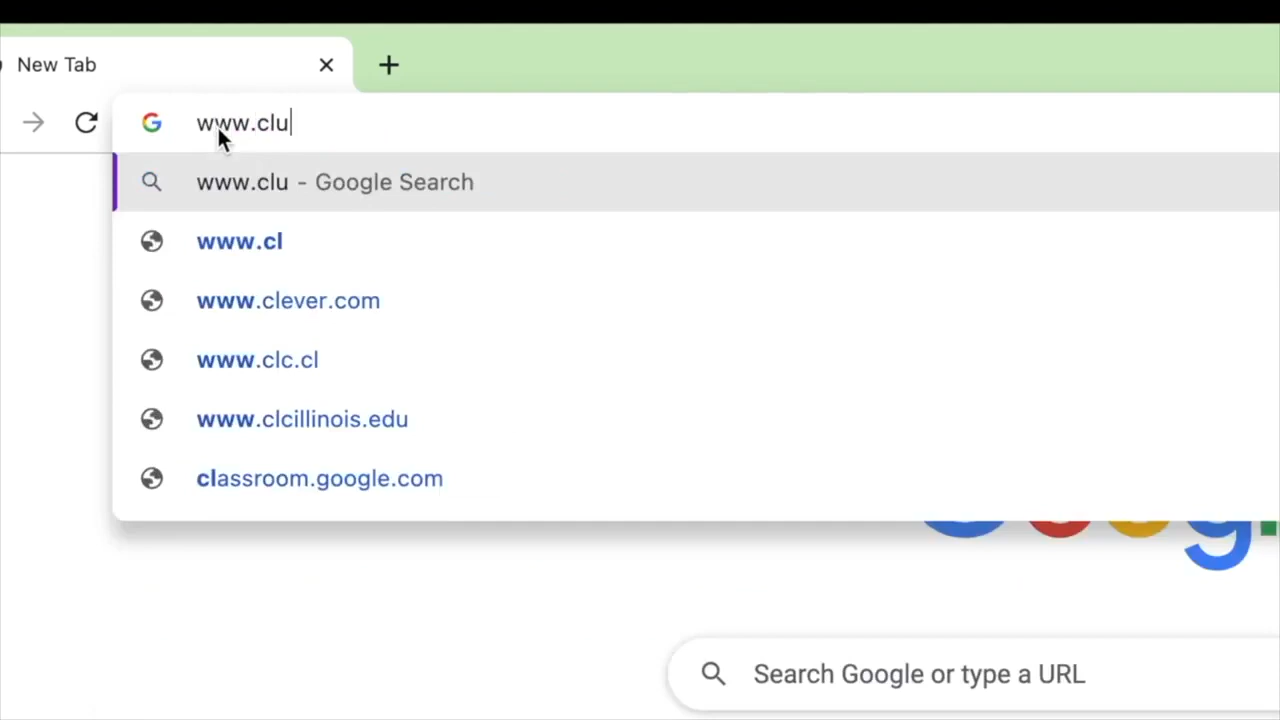 New Tab
www.clu
www.clu - Google Search
www.cl
www.clever.com
www.clc.cl
www.clcillinois.edu
classroom.google.com
Search Google or type a URL